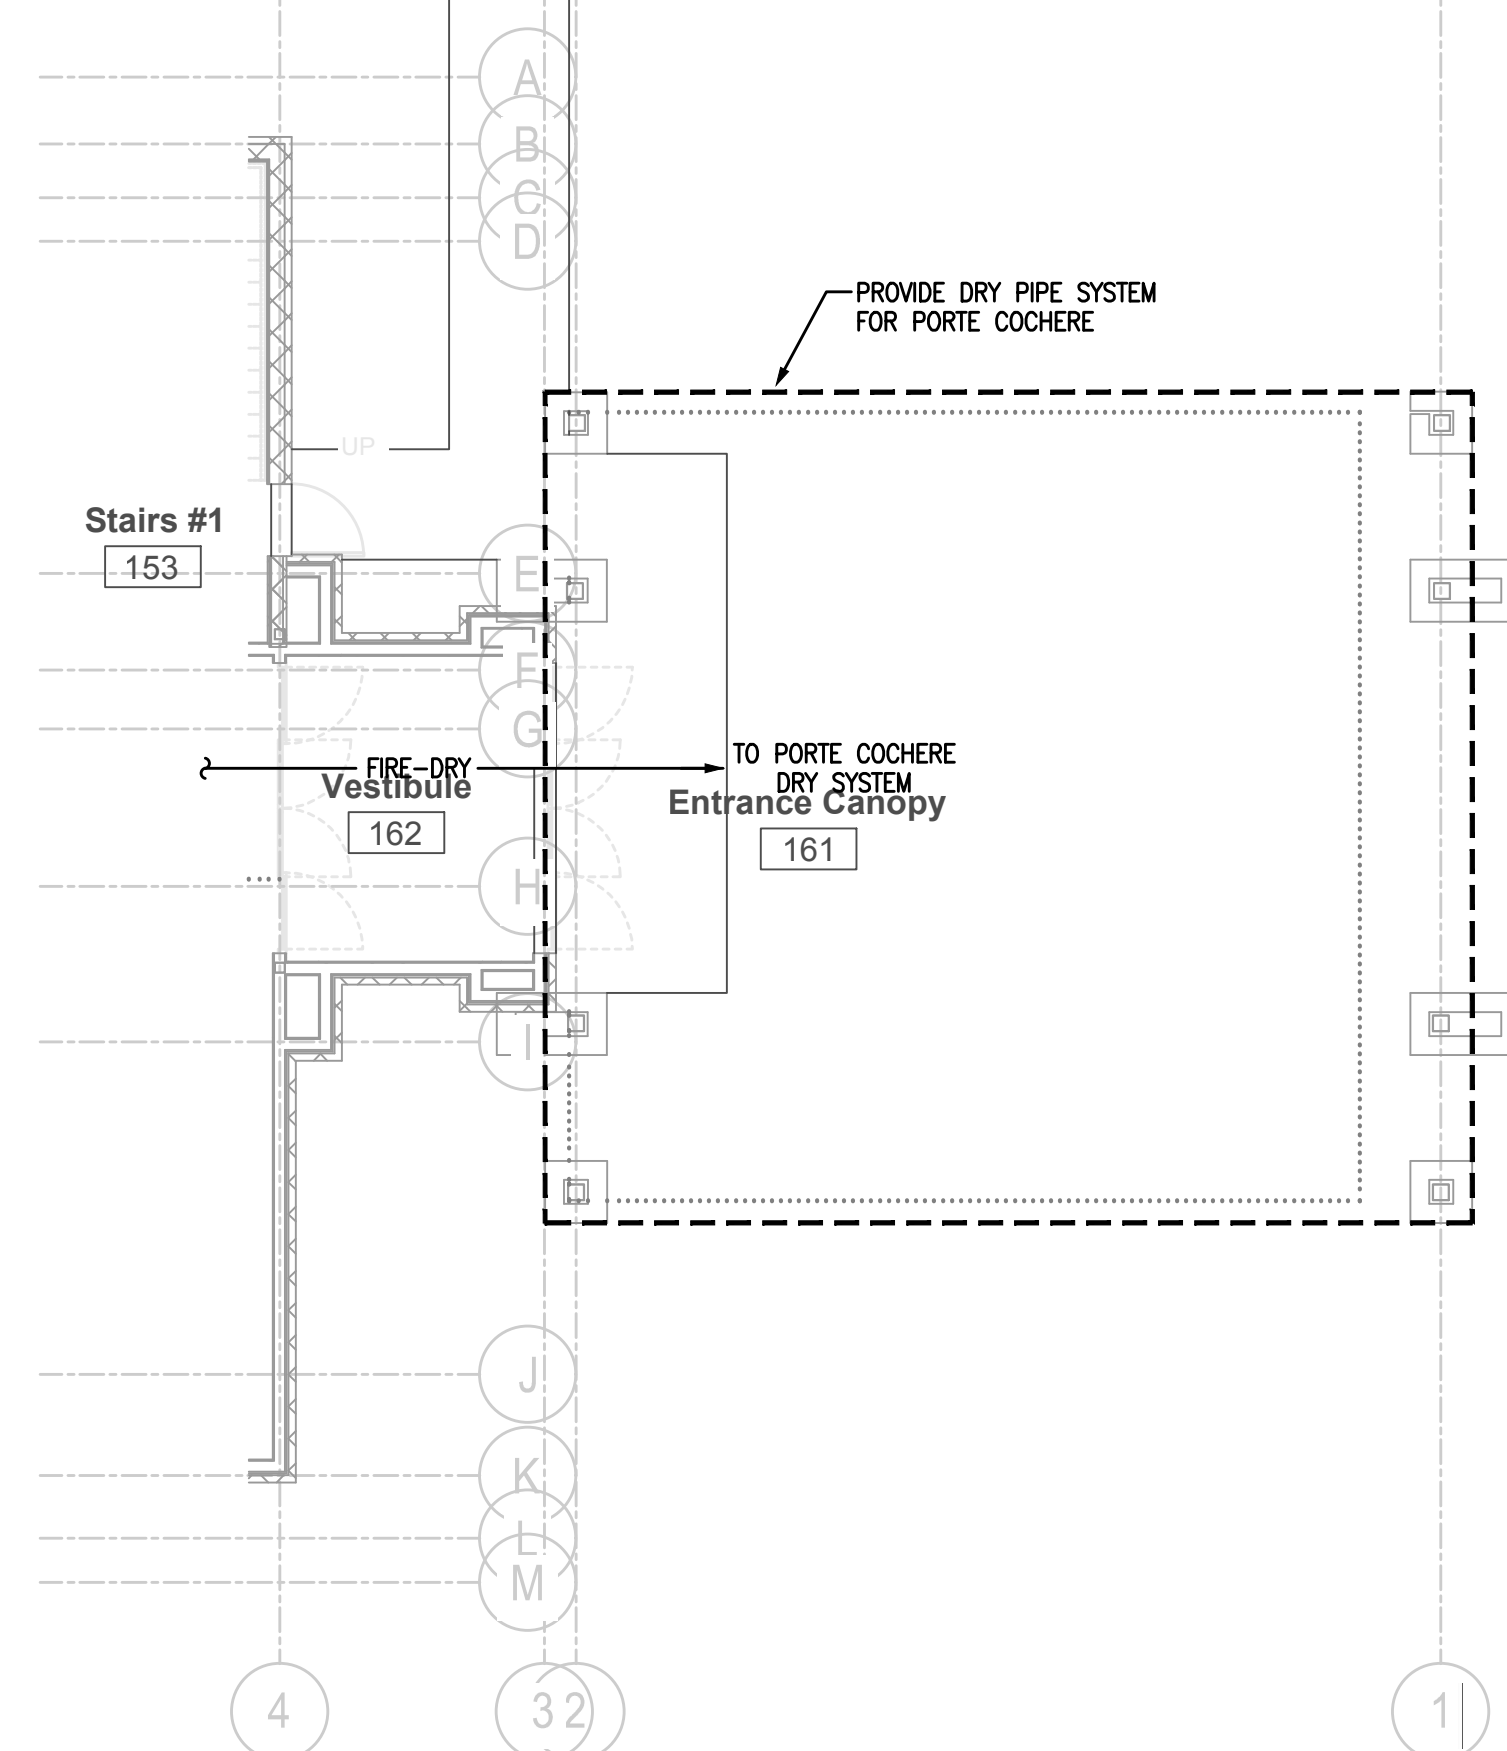 A
B
C
D
PROVIDE DRY PIPE SYSTEM
FOR PORTE COCHERE
UP
Stairs #1
153
E
F
G
FIRE-DRY
TO PORTE COCHERE
DRY SYSTEM
Vestibule
162
Entrance Canopy
161
H
I
J
K
L
M
4
3
2
1